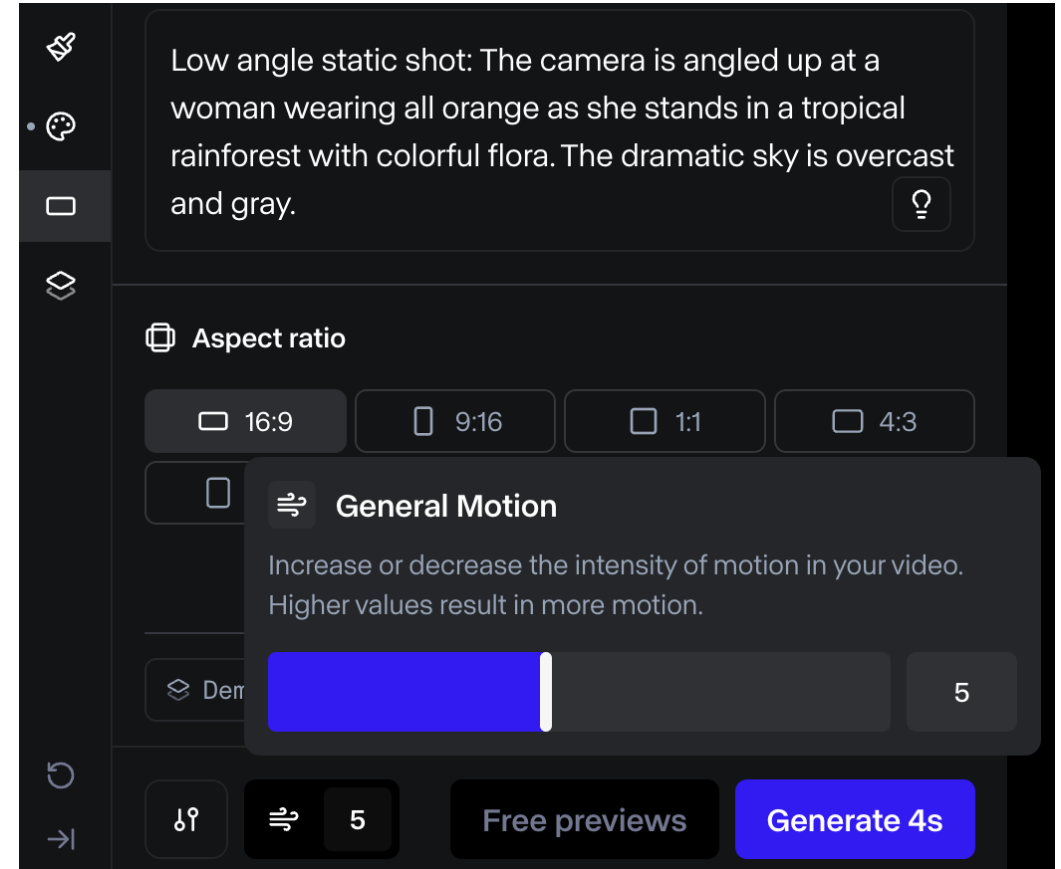 Low angle static shot: The camera is angled up at a
woman wearing all orange as she stands in a tropical
rainforest with colorful flora. The dramatic sky is overcast
and gray.
Aspect ratio
16:9 9:16 1:1 4:3
General Motion
Increase or decrease the intensity of motion in your video.
Higher values result in more motion.
5
Dem
5 Free previews Generate 4s